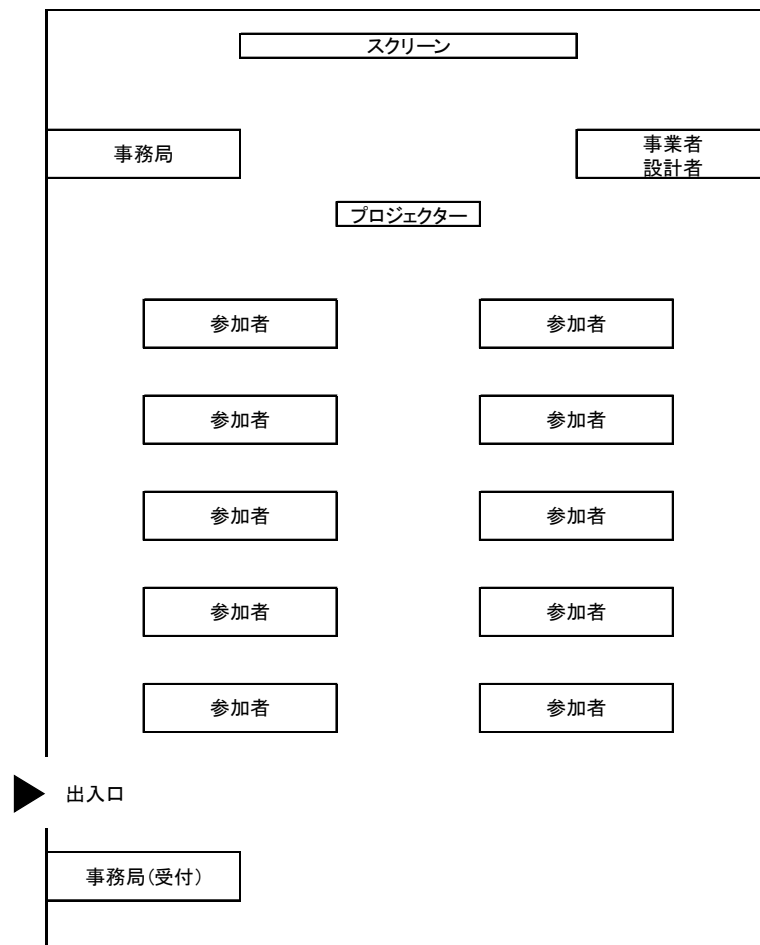 スクリーン
事務局
事業者
設計者
プロジェクター
参加者
参加者
参加者
参加者
参加者
参加者
参加者
参加者
参加者
参加者
出入口
事務局(受付)